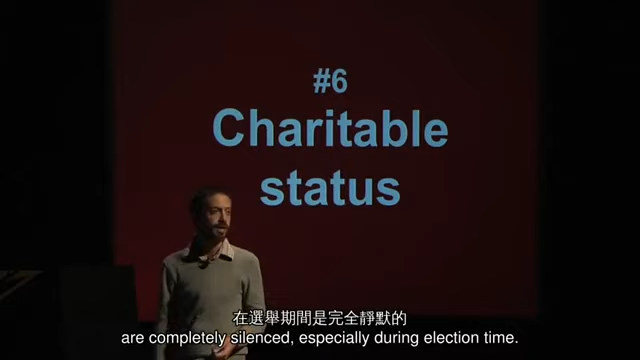 #6
Charitable
status
在選舉期間是完全靜默的
are completely silenced, especially during election time.